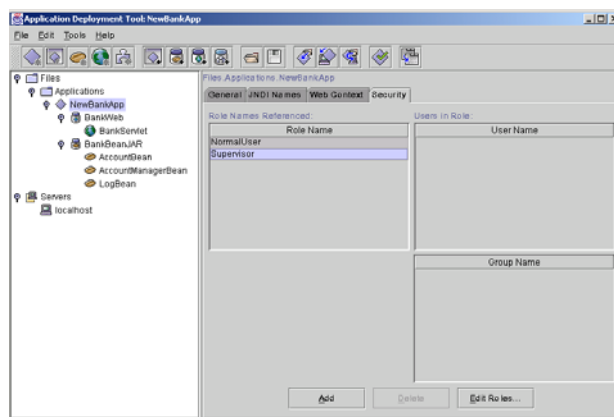 Application Deployment Tool: NewBankApp
File Edit Tools Help
Files
Applications
NewBankApp
BankWeb
BankServlet
BankBeanJAR
AccountBean
AccountManagerBean
LogBean
Servers
localhost
Files.Applications.NewBankApp
General JNDI Names Web Context Security
Role Names Referenced:
Role Name
NormalUser
Supervisor
Users in Role:
User Name
Group Name
Add Delete Edit Roles...